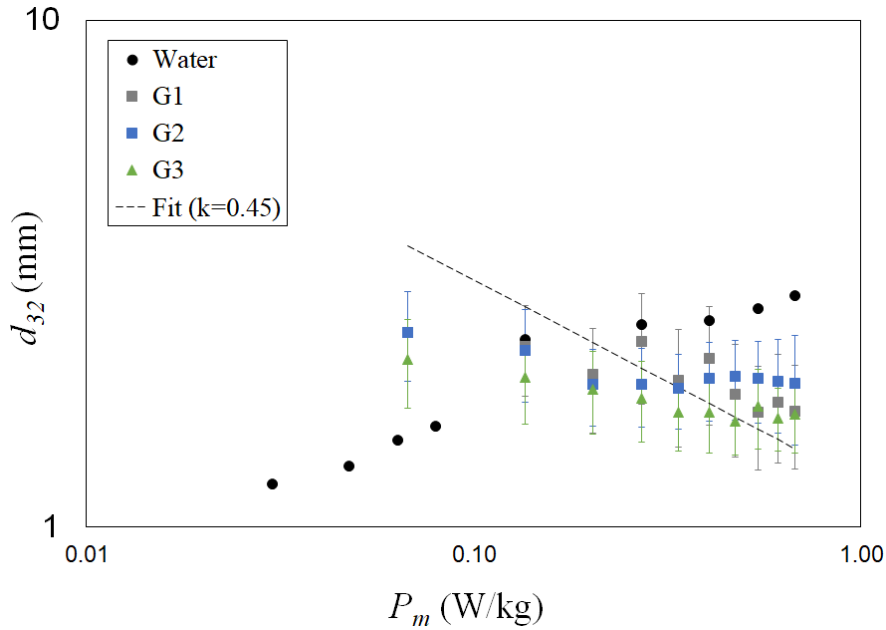 10
Water
G1
G2
G3
Fit (k=0.45)
d32 (mm)
1
0.01
0.10
1.00
Pm (W/kg)